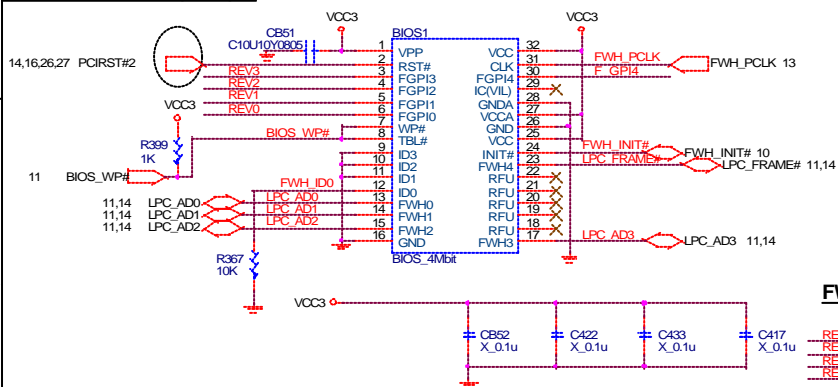 VCC3
CB51
C10U10Y0805
BIOS1
VCC3
14,16,26,27 PCIRST#2
1 VPP VCC 32
2 RST# CLK 31 FWH_PCLK FWH_PCLK 13
REV3 3 FGPI3 FGPI4 30 F_GPI4
REV2 4 FGPI2 IC(VIL) 29
REV1 5 FGPI1 GNDA 28
REV0 6 FGPI0 VCCA 27
VCC3
7 WP# GND 26
BIOS_WP# 8 TBL# VCC 25
R399
1K
9 ID3 INIT# 24 FWH_INIT# FWH_INIT# 10
10 ID2 FWH4 23 LPC_FRAME# LPC_FRAME# 11,14
11 BIOS_WP#
11 ID1 RFU 22
FWH_ID0 12 ID0 RFU 21
11,14 LPC_AD0 LPC_AD0 13 FWH0 RFU 20
11,14 LPC_AD1 LPC_AD1 14 FWH1 RFU 19
11,14 LPC_AD2 LPC_AD2 15 FWH2 RFU 18
16 GND FWH3 17 LPC_AD3 LPC_AD3 11,14
BIOS_4Mbit
R367
10K
VCC3
CB52
X_0.1u
C422
X_0.1u
C433
X_0.1u
C417
X_0.1u